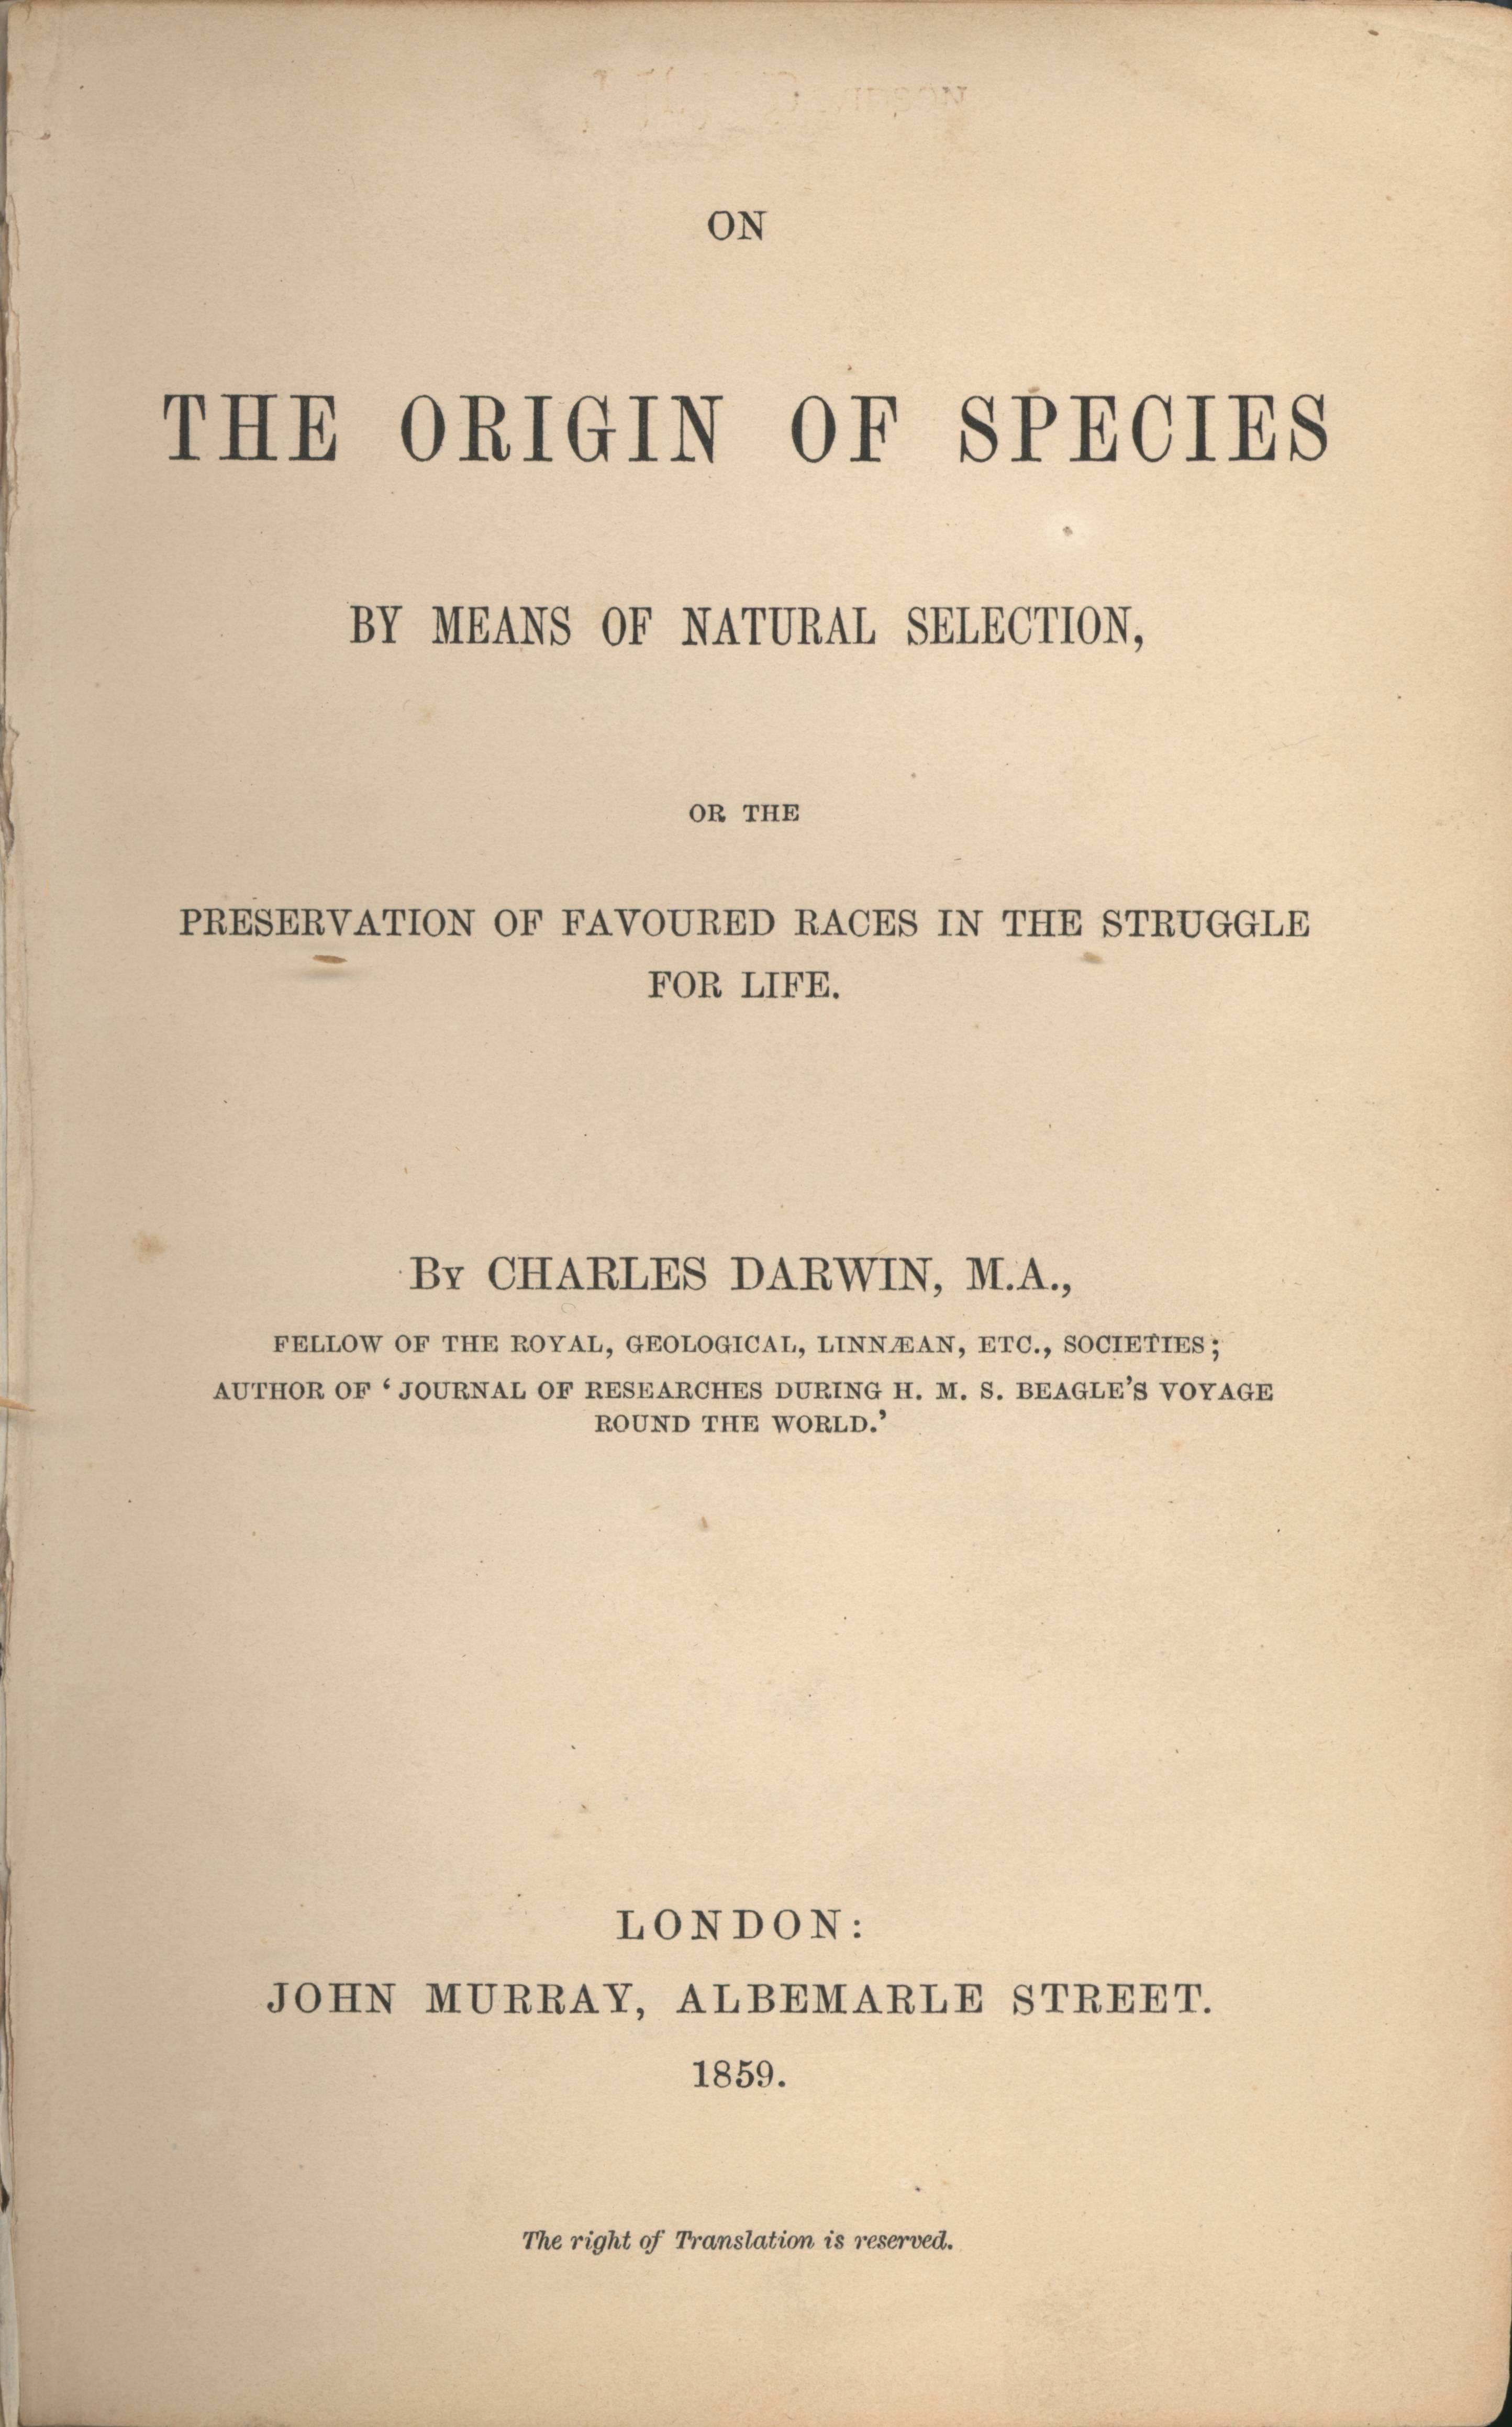 ON
THE ORIGIN OF SPECIES
BY MEANS OF NATURAL SELECTION,
OR THE
PRESERVATION OF FAVOURED RACES IN THE STRUGGLE
FOR LIFE.
By CHARLES DARWIN, M.A.,
FELLOW OF THE ROYAL, GEOLOGICAL, LINNÆAN, ETC., SOCIETIES;
AUTHOR OF ‘JOURNAL OF RESEARCHES DURING H. M. S. BEAGLE’S VOYAGE
ROUND THE WORLD.’
LONDON:
JOHN MURRAY, ALBEMARLE STREET.
1859.
The right of Translation is reserved.